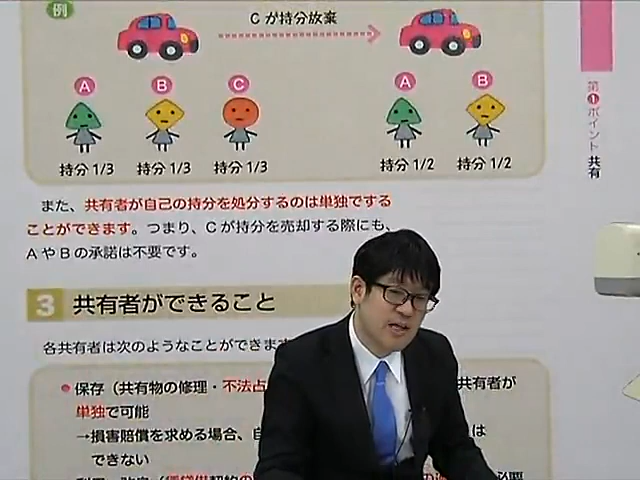 例
Cが持分放棄
A
B
C
A
B
持分1/3
持分1/3
持分1/3
持分1/2
持分1/2
また、共有者が自己の持分を処分するのは単独でする
ことができます。つまり、Cが持分を売却する際にも、
AやBの承諾は不要です。
3 共有者ができること
各共有者は次のようなことができます
●保存（共有物の修理・不法占
共有者が
単独で可能
→損害賠償を求める場合、自
は
できない
第1ポイント 共有